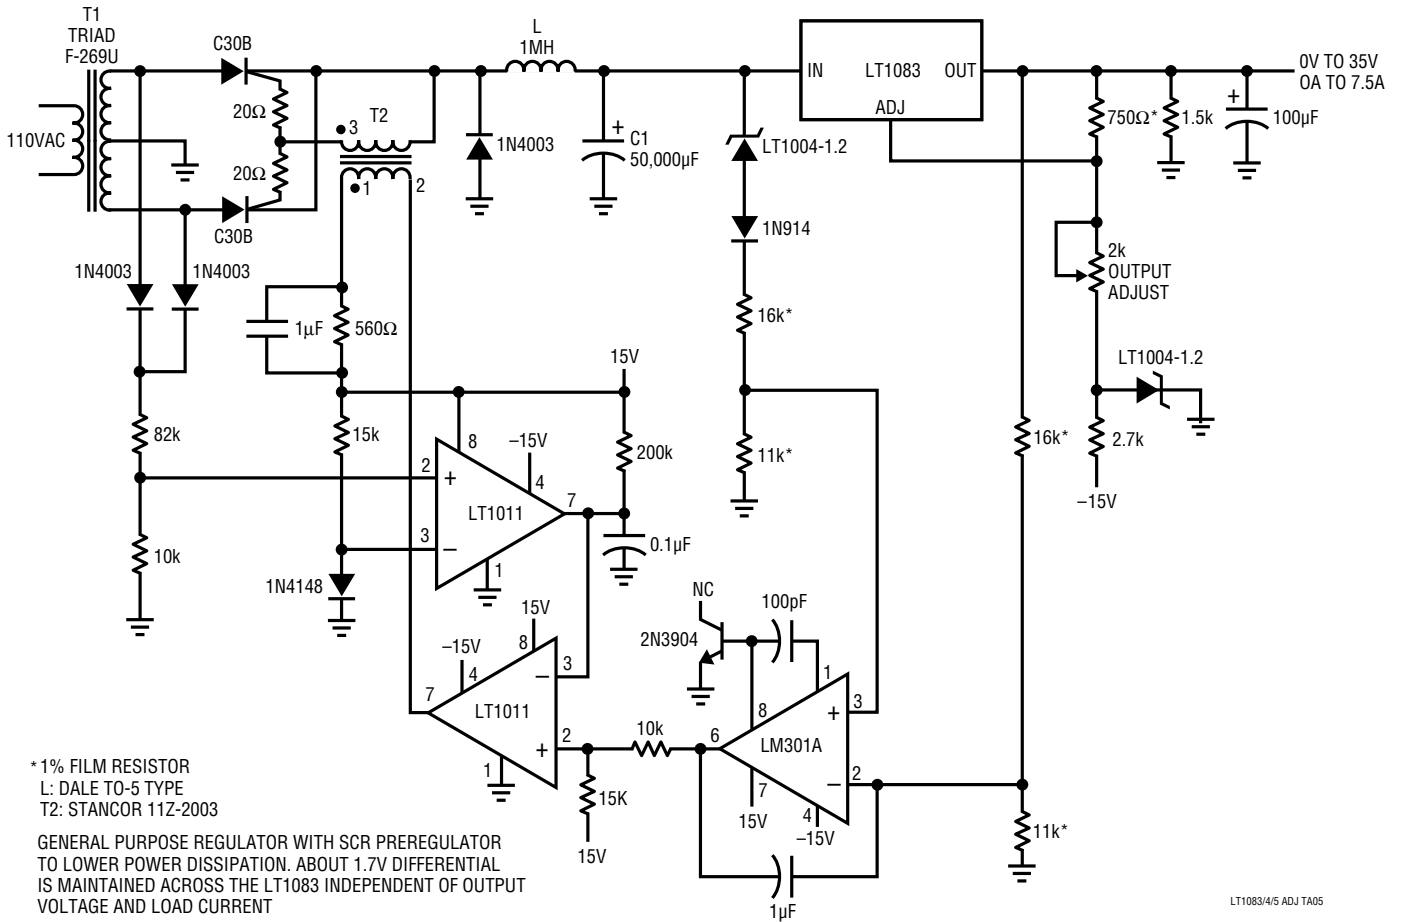 T1
TRIAD
F-269U
C30B
L
1MH
IN
LT1083
OUT
ADJ
0V TO 35V
OA TO 7.5A
110VAC
20Ω
20Ω
T2
3
1
2
1N4003
+
C1
50,000µF
LT1004-1.2
750Ω*
1.5k
+
100µF
C30B
1N914
1N4003
1N4003
2k
OUTPUT
ADJUST
1µF
560Ω
16k*
15V
LT1004-1.2
82k
15k
8
–15V
4
200k
11k*
16k*
2.7k
–15V
2
+
LT1011
7
3
–
1
0.1µF
10k
1N4148
NC
100pF
15V
8
2N3904
–15V
4
3
–
1
7
LT1011
8
3
+
2
+
10k
6
LM301A
1
15K
7
2
–
15V
4
–15V
11k*
15V
1µF
* 1% FILM RESISTOR
L: DALE TO-5 TYPE
T2: STANCOR 11Z-2003
GENERAL PURPOSE REGULATOR WITH SCR PREREGULATOR
TO LOWER POWER DISSIPATION. ABOUT 1.7V DIFFERENTIAL
IS MAINTAINED ACROSS THE LT1083 INDEPENDENT OF OUTPUT
VOLTAGE AND LOAD CURRENT
LT1083/4/5 ADJ TA05